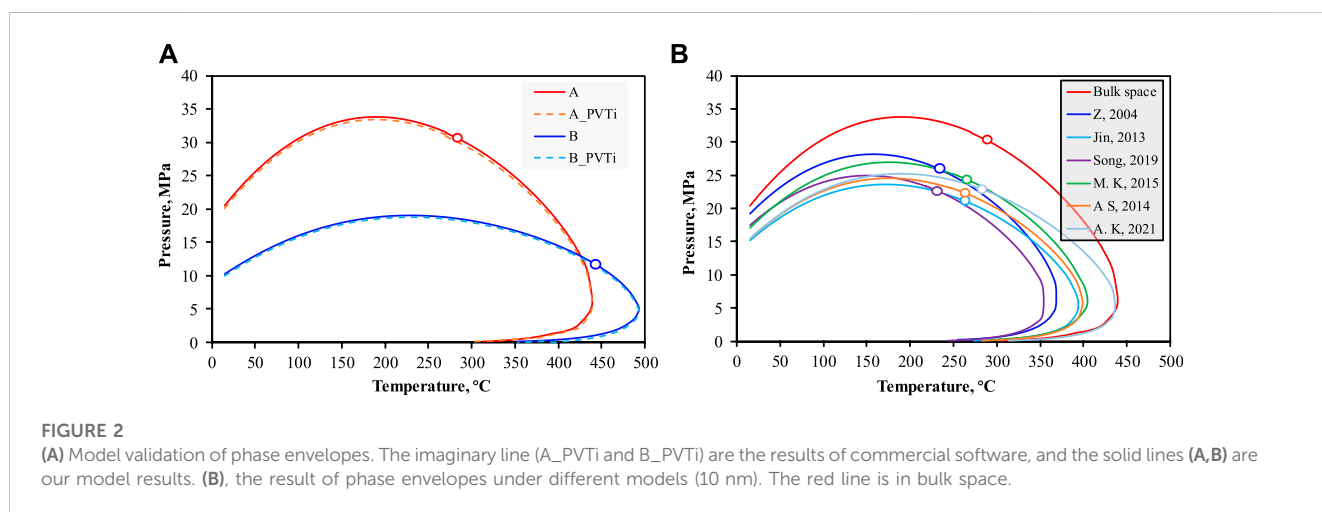 A
40
35
30
25
20
15
10
5
0
Pressure, MPa
0 50 100 150 200 250 300 350 400 450 500
Temperature, °C
A
A_PVTi
B
B_PVTi
B
40
35
30
25
20
15
10
5
0
Pressure, MPa
0 50 100 150 200 250 300 350 400 450 500
Temperature, °C
Bulk space
Z, 2004
Jin, 2013
Song, 2019
M. K, 2015
A S, 2014
A. K, 2021
FIGURE 2
(A) Model validation of phase envelopes. The imaginary line (A_PVTi and B_PVTi) are the results of commercial software, and the solid lines (A,B) are
our model results. (B), the result of phase envelopes under different models (10 nm). The red line is in bulk space.